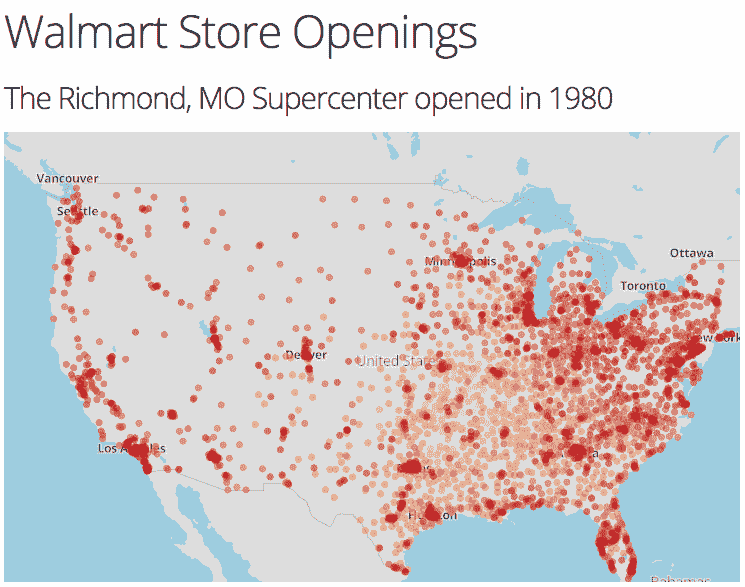 Walmart Store Openings
The Richmond, MO Supercenter opened in 1980
Vancouver
Seattle
Ottawa
Minneapolis
Toronto
New York
Denver
United States
Los Angeles
Houston
Bahamas